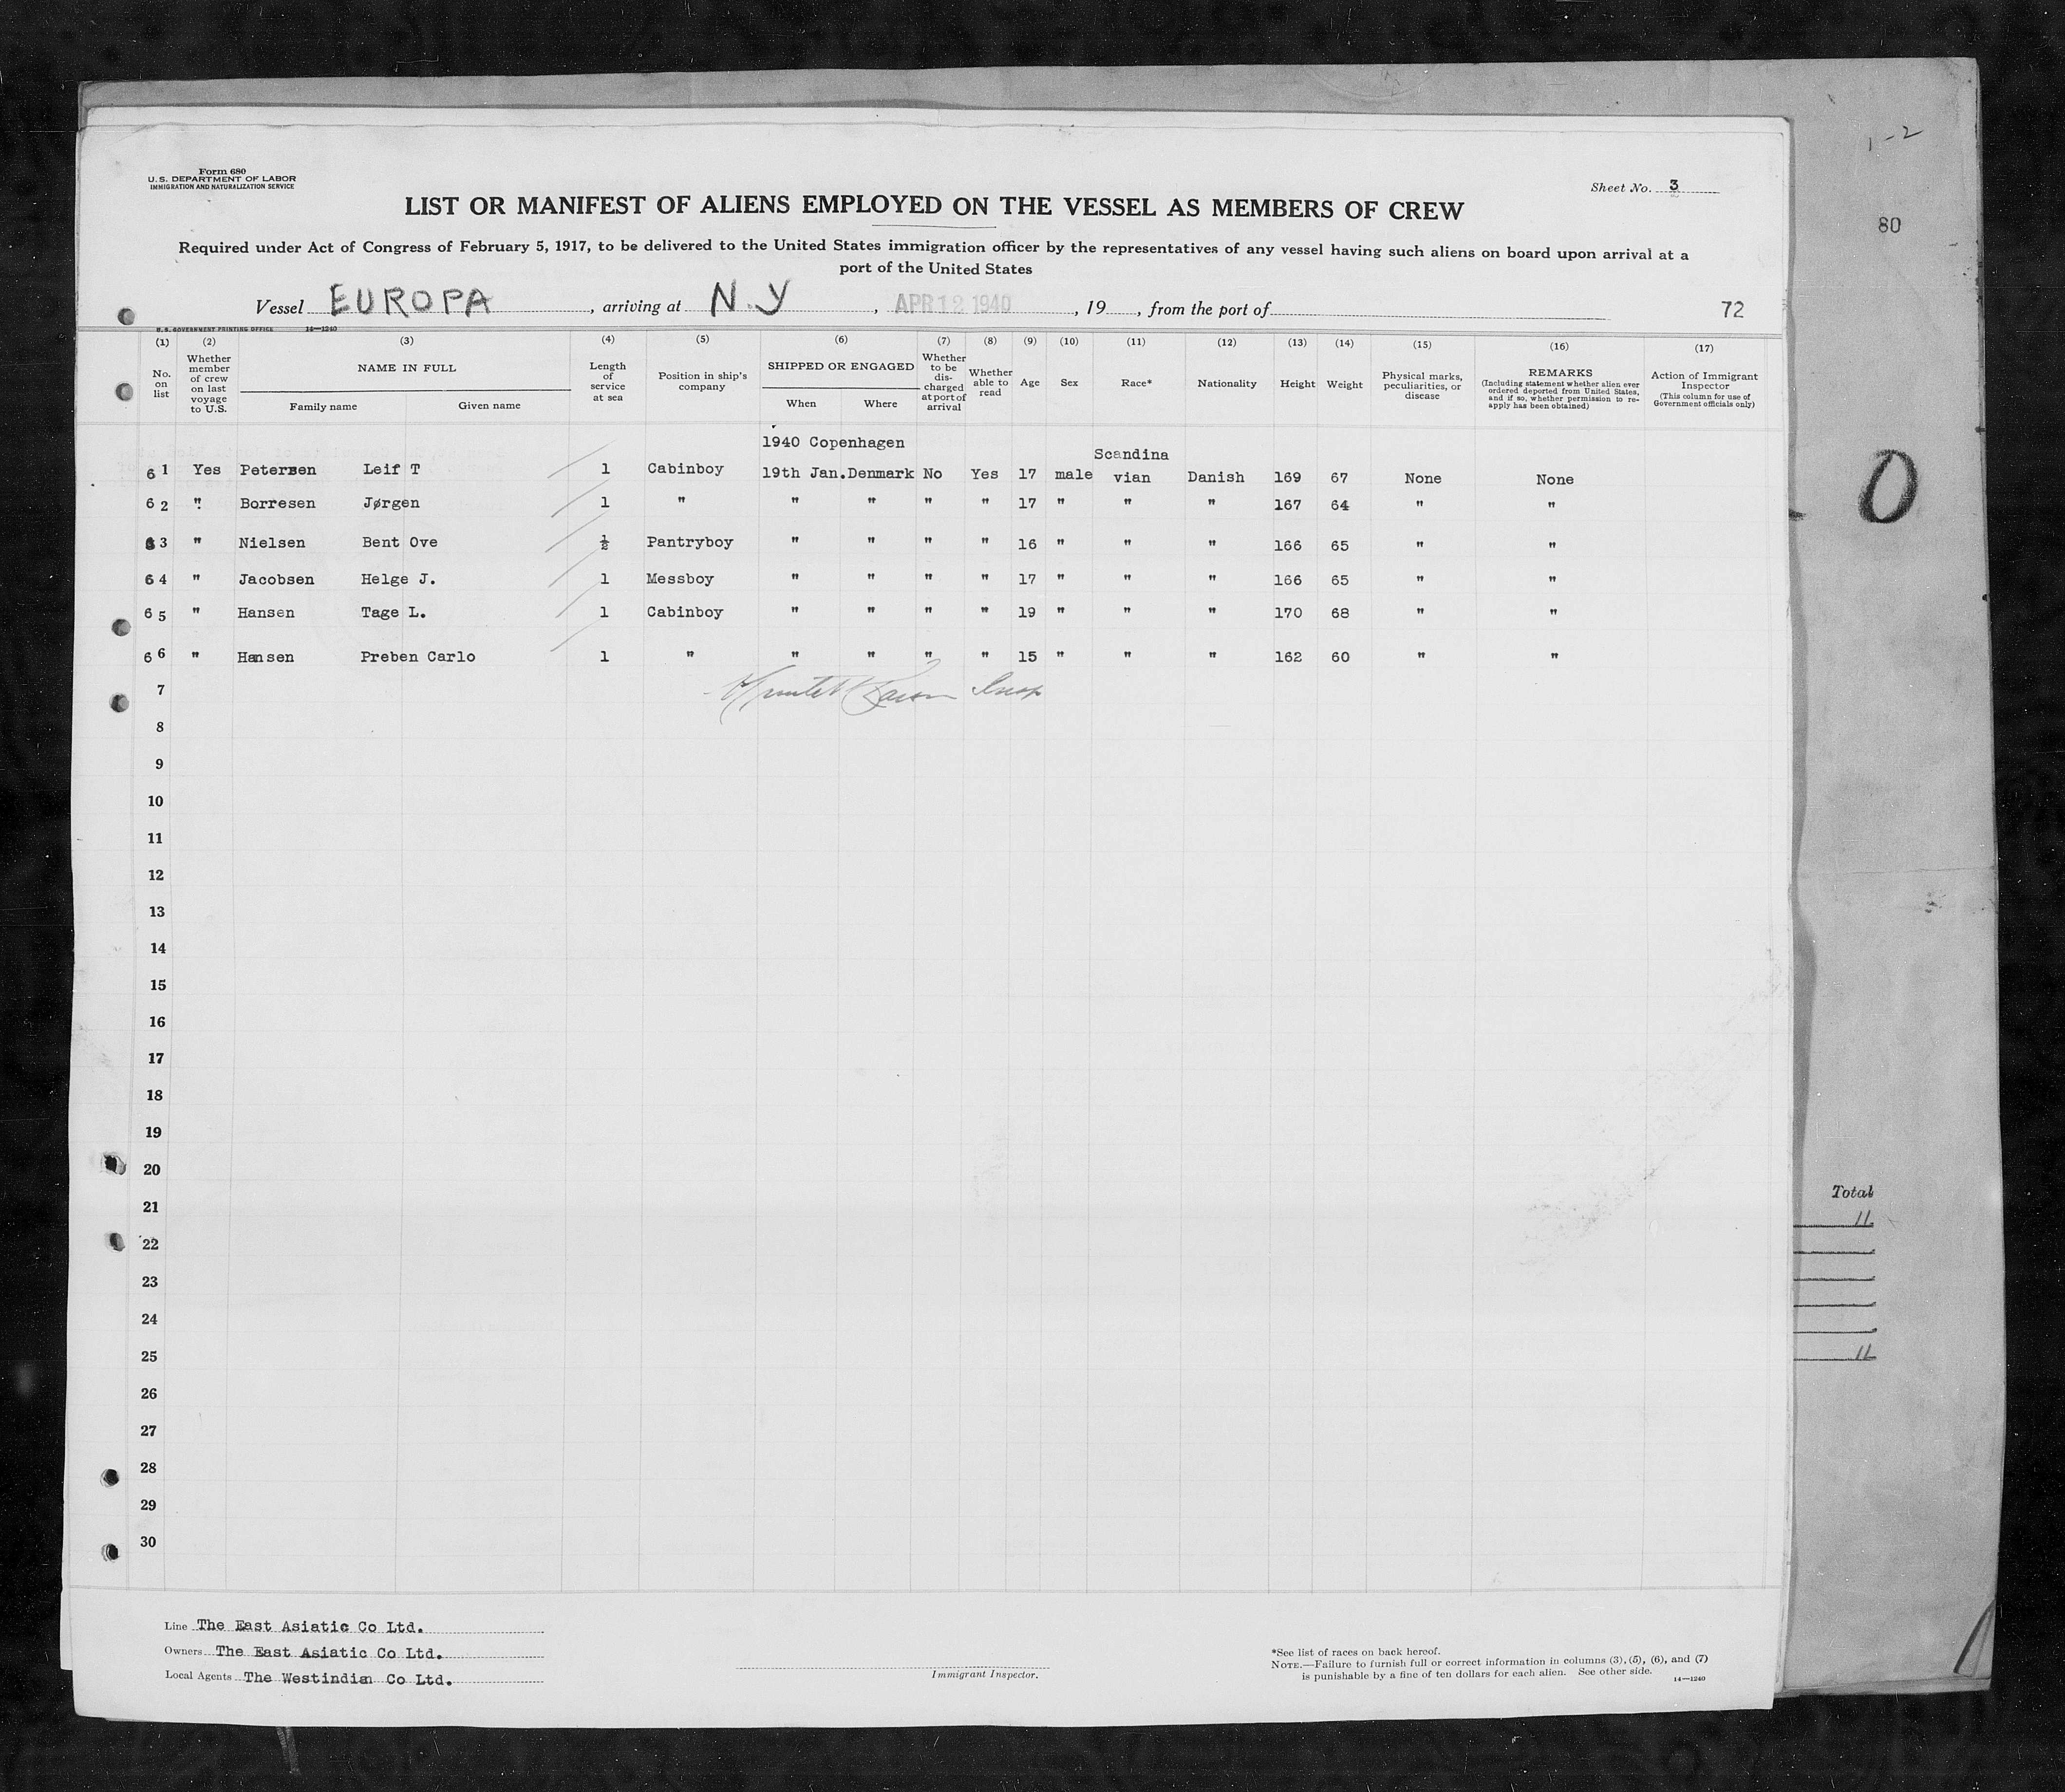 1-2
Form 680
U. S. DEPARTMENT OF LABOR
IMMIGRATION AND NATURALIZATION SERVICE
Sheet No. 3
80
LIST OR MANIFEST OF ALIENS EMPLOYED ON THE VESSEL AS MEMBERS OF CREW
Required under Act of Congress of February 5, 1917, to be delivered to the United States immigration officer by the representatives of any vessel having such aliens on board upon arrival at a
port of the United States
Vessel EUROPA, arriving at N.Y, APR 12 1940, 19, from the port of 72
U. S. GOVERNMENT PRINTING OFFICE 14—1240
(1) (2) (3) (4) (5) (6) (7) (8) (9) (10) (11) (12) (13) (14) (15) (16) (17)
No. on list
Whether member of crew on last voyage to U.S.
NAME IN FULL
Family name Given name
Length of service at sea
Position in ship's company
SHIPPED OR ENGAGED
When Where
Whether to be discharged at port of arrival
Whether able to read
Age
Sex
Race*
Nationality
Height
Weight
Physical marks, peculiarities, or disease
REMARKS
(Including statement whether alien ever ordered deported from United States, and if so, whether permission to re-apply has been obtained)
Action of Immigrant Inspector
(This column for use of Government officials only)
1940 Copenhagen Scandina
6 1 Yes Petersen Leif T 1 Cabinboy 19th Jan. Denmark No Yes 17 male vian Danish 169 67 None None
6 2 " Borresen Jørgen 1 " " " " " 17 " " " 167 64 " "
6 3 " Nielsen Bent Ove ½ Pantryboy " " " " 16 " " " 166 65 " "
6 4 " Jacobsen Helge J. 1 Messboy " " " " 17 " " " 166 65 " "
6 5 " Hansen Tage L. 1 Cabinboy " " " " 19 " " " 170 68 " "
6 6 " Hansen Preben Carlo 1 " " " " " 15 " " " 162 60 " "
7
8
9
10
11
12
13
14
15
16
17
18
19
20
21
22
23
24
25
26
27
28
29
30
0
Total
11
11
Line The East Asiatic Co Ltd.
Owners The East Asiatic Co Ltd.
Local Agents The Westindian Co Ltd.
Immigrant Inspector.
*See list of races on back hereof.
NOTE.—Failure to furnish full or correct information in columns (3), (5), (6), and (7)
is punishable by a fine of ten dollars for each alien. See other side.
14—1240